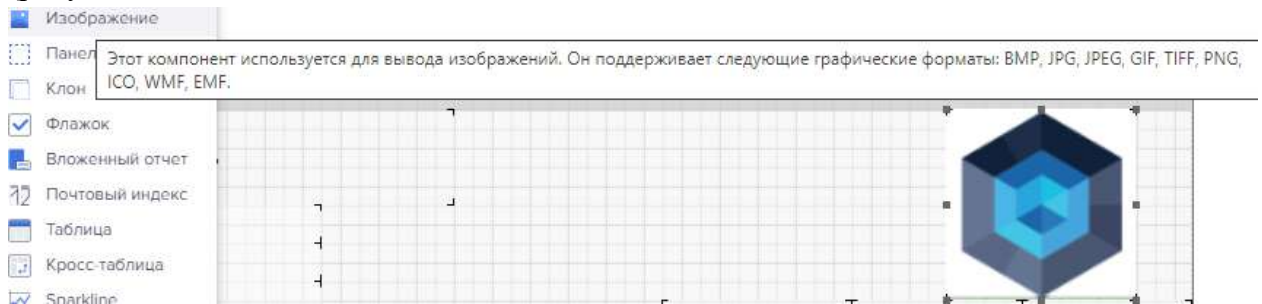 Изображение
Панел
Этот компонент используется для вывода изображений. Он поддерживает следующие графические форматы: BMP, JPG, JPEG, GIF, TIFF, PNG,
ICO, WMF, EMF.
Клон
Флажок
Вложенный отчет
12 Почтовый индекс
Таблица
Кросс-таблица
Sparkline